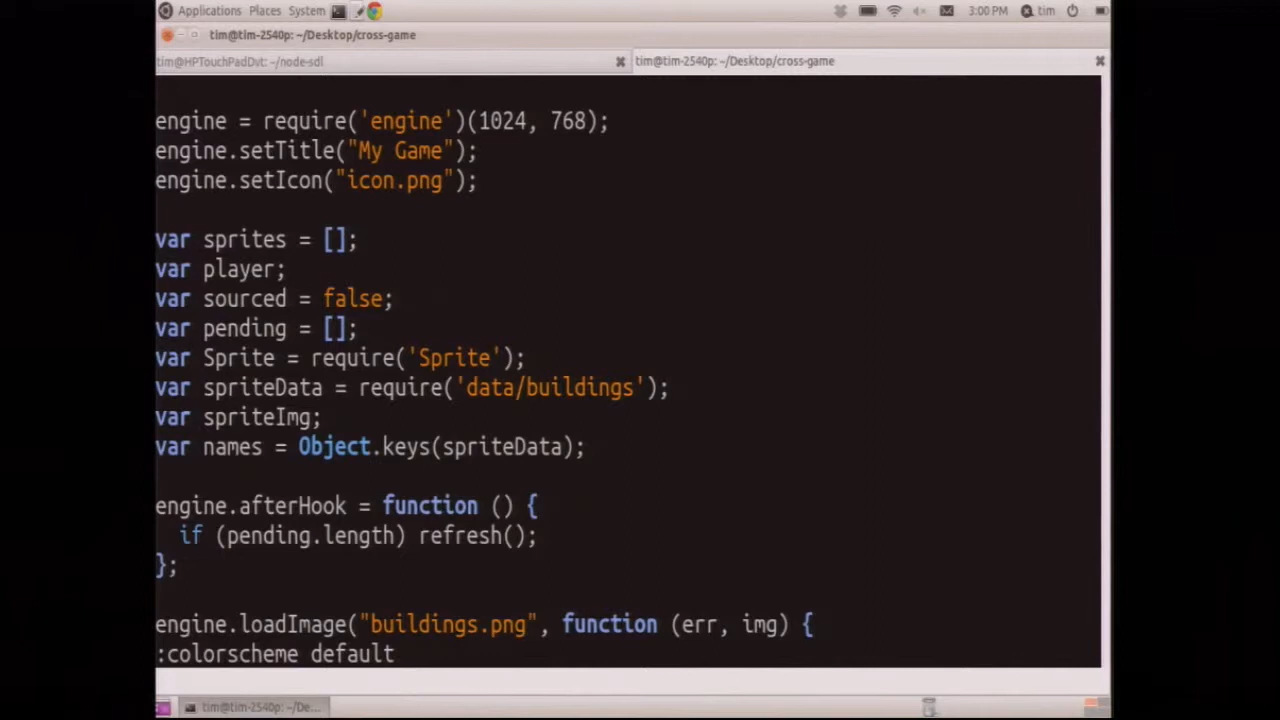 Applications Places System 3:00 PM tim
tim@tim-2540p: ~/Desktop/cross-game
tim@HPTouchPadDvt: ~/node-sdl
tim@tim-2540p: ~/Desktop/cross-game
engine = require('engine')(1024, 768);
engine.setTitle("My Game");
engine.setIcon("icon.png");
var sprites = [];
var player;
var sourced = false;
var pending = [];
var Sprite = require('Sprite');
var spriteData = require('data/buildings');
var spriteImg;
var names = Object.keys(spriteData);
engine.afterHook = function () {
  if (pending.length) refresh();
};
engine.loadImage("buildings.png", function (err, img) {
:colorscheme default
tim@tim-2540p: ~/De...